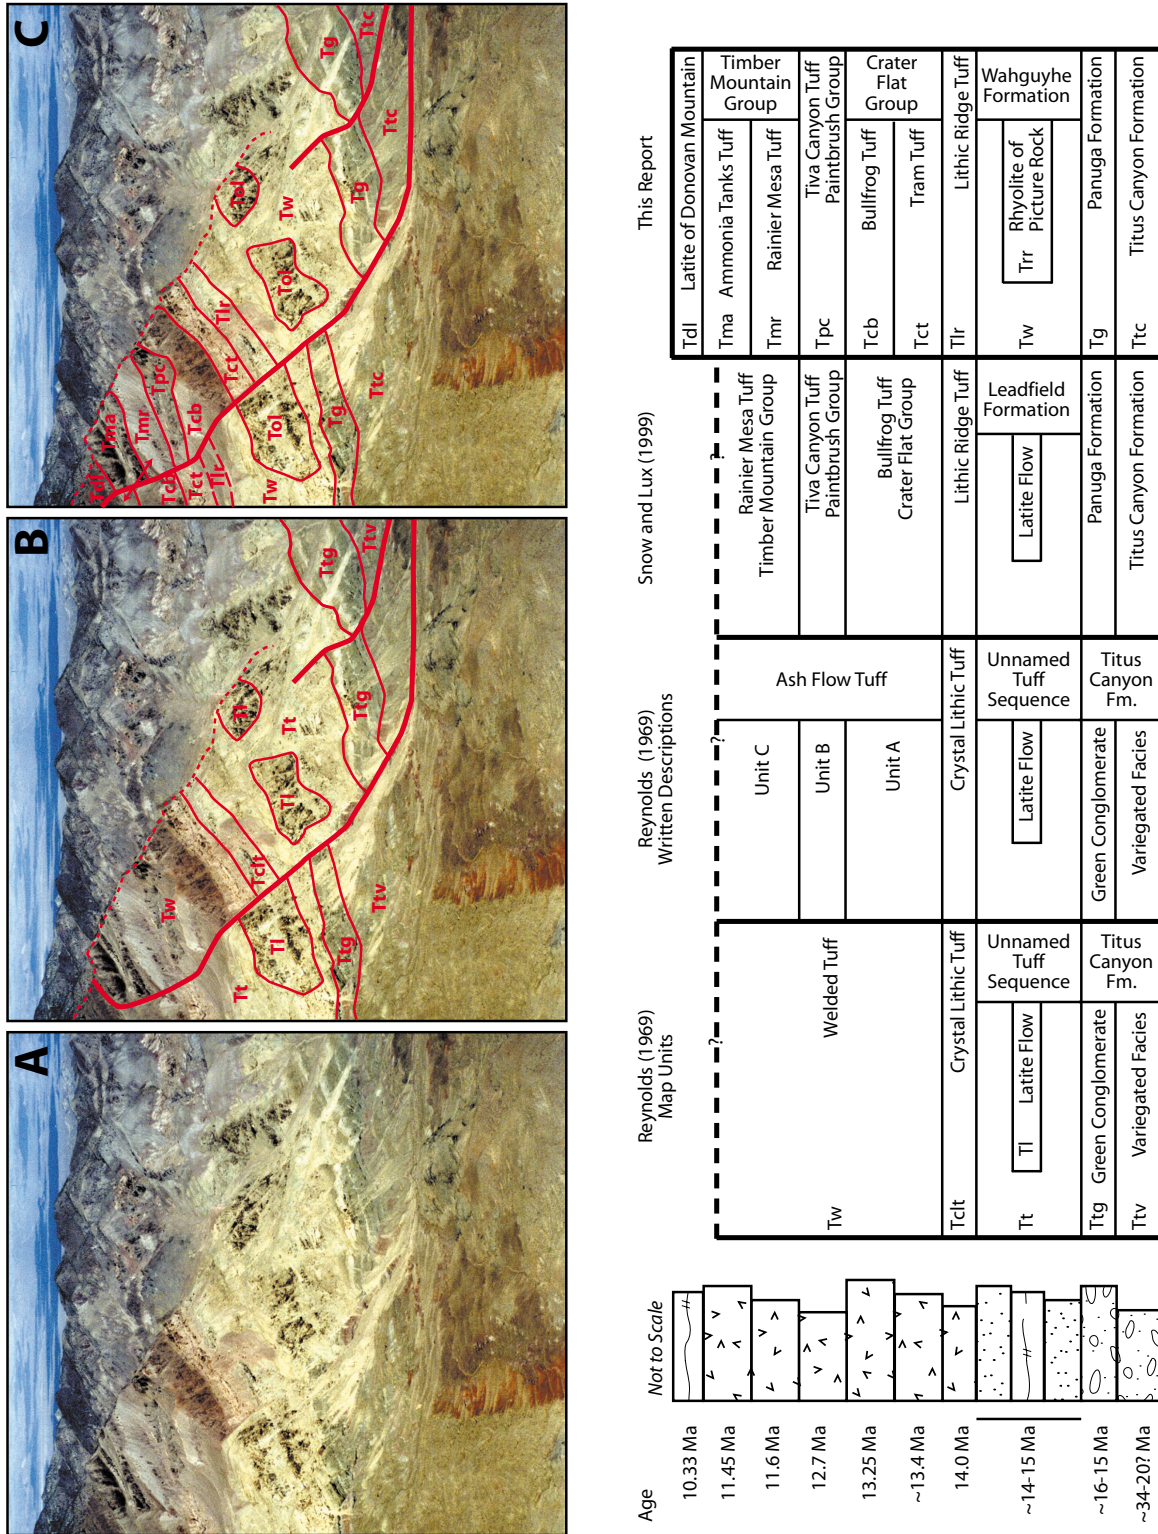 A
B
Tw
Tl
Tclt
Tt
Tt
Tl
Tl
Ttg
Ttg
Ttg
Ttv
Ttv
C
Tdl
Tma
Tmr
Tpc
Tcb
Tcb
Tct
Tlr
Tct
Tlr
Tol
Tw
Tol
Tol
Tw
Tg
Tg
Tg
Ttc
Ttc
Ttc
Age
Not to Scale
10.33 Ma
11.45 Ma
11.6 Ma
12.7 Ma
13.25 Ma
~13.4 Ma
14.0 Ma
~14-15 Ma
~16-15 Ma
~34-20? Ma
Reynolds (1969)
Map Units
?
Tw Welded Tuff
Tclt Crystal Lithic Tuff
Tt
Tl Latite Flow
Unnamed
Tuff
Sequence
Ttg Green Conglomerate
Ttv Variegated Facies
Titus
Canyon
Fm.
Reynolds (1969)
Written Descriptions
?
Unit C
Unit B
Unit A
Ash Flow Tuff
Crystal Lithic Tuff
Latite Flow
Unnamed
Tuff
Sequence
Green Conglomerate
Variegated Facies
Titus
Canyon
Fm.
Snow and Lux (1999)
?
Rainier Mesa Tuff
Timber Mountain Group
Tiva Canyon Tuff
Paintbrush Group
Bullfrog Tuff
Crater Flat Group
Lithic Ridge Tuff
Latite Flow
Leadfield
Formation
Panuga Formation
Titus Canyon Formation
This Report
Tdl Latite of Donovan Mountain
Tma Ammonia Tanks Tuff
Tmr Rainier Mesa Tuff
Timber
Mountain
Group
Tpc Tiva Canyon Tuff
Paintbrush Group
Tcb Bullfrog Tuff
Tct Tram Tuff
Crater
Flat
Group
Tlr Lithic Ridge Tuff
Tw
Trr Rhyolite of
Picture Rock
Wahguyhe
Formation
Tg Panuga Formation
Ttc Titus Canyon Formation